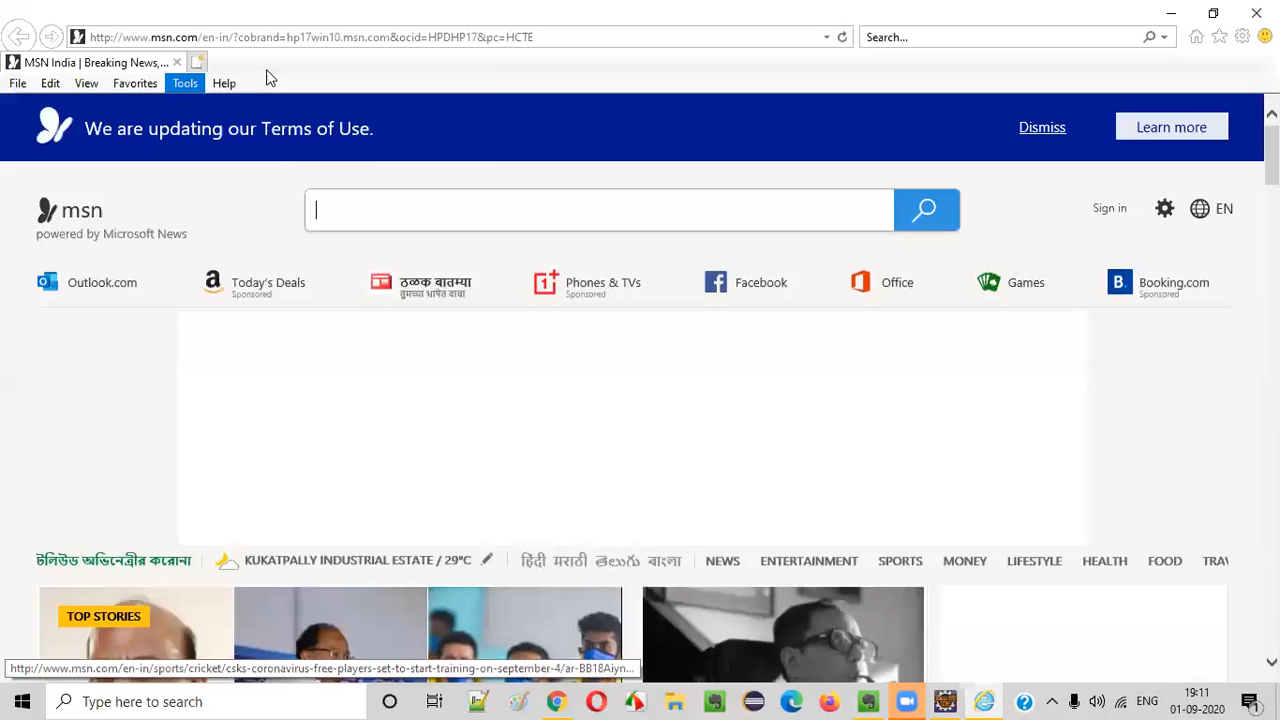 http://www.msn.com/en-in/?cobrand=hp17win10.msn.com&ocid=HPDHP17&pc=HCTE
Search...
MSN India | Breaking News,...
File Edit View Favorites Tools Help
We are updating our Terms of Use.
Dismiss
Learn more
msn
powered by Microsoft News
Sign in
EN
Outlook.com
Today's Deals
Sponsored
ठळक बातम्या
तुमच्या भाषेत वाचा
Phones & TVs
Sponsored
Facebook
Office
Games
B.
Booking.com
Sponsored
টলিউড অভিনেত্রীর করোনা
KUKATPALLY INDUSTRIAL ESTATE / 29°C
हिंदी मराठी తెలుగు বাংলা
NEWS ENTERTAINMENT SPORTS MONEY LIFESTYLE HEALTH FOOD TRAV
TOP STORIES
http://www.msn.com/en-in/sports/cricket/csks-coronavirus-free-players-set-to-start-training-on-september-4/ar-BB18Aiyn...
Type here to search
ENG
19:11
01-09-2020